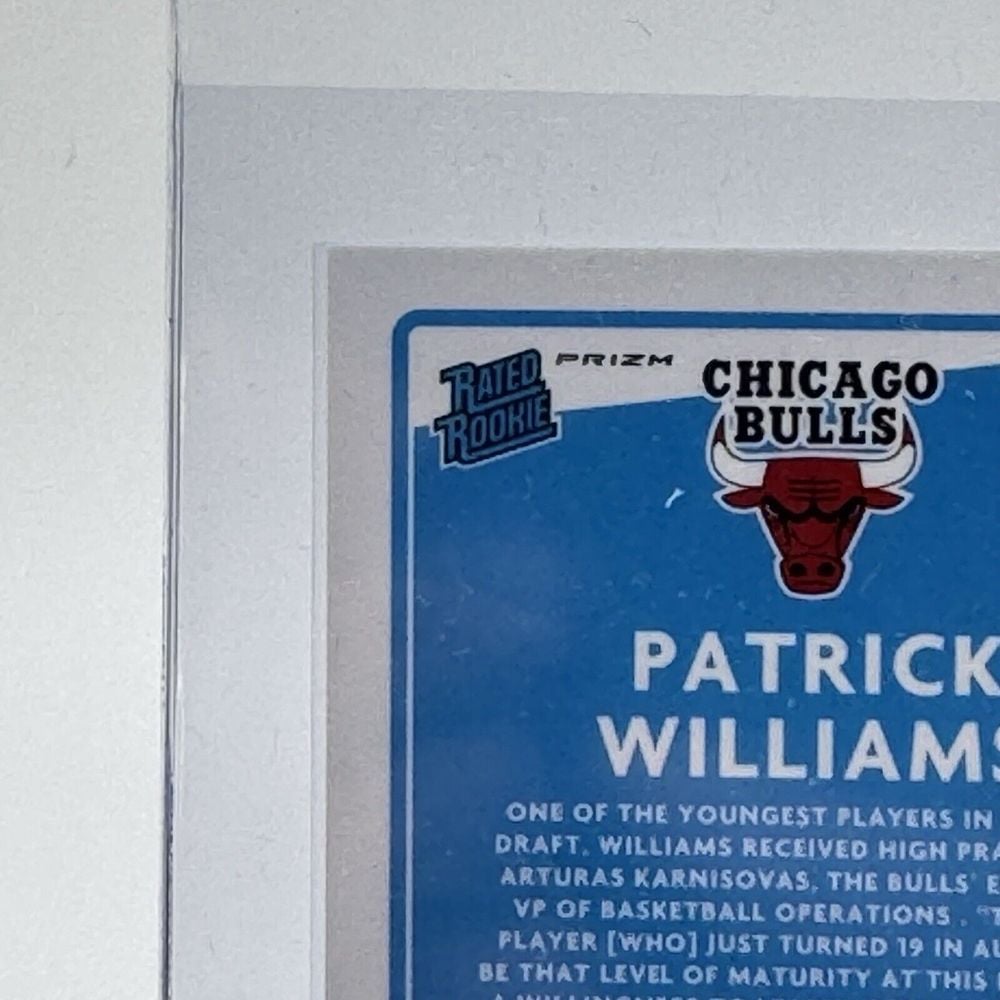 RATED
ROOKIE
PRIZM
CHICAGO
BULLS
PATRICK
WILLIAMS
ONE OF THE YOUNGEST PLAYERS IN
DRAFT, WILLIAMS RECEIVED HIGH PRA
ARTURAS KARNISOVAS, THE BULLS' E
VP OF BASKETBALL OPERATIONS . "T
PLAYER [WHO] JUST TURNED 19 IN AU
BE THAT LEVEL OF MATURITY AT THIS